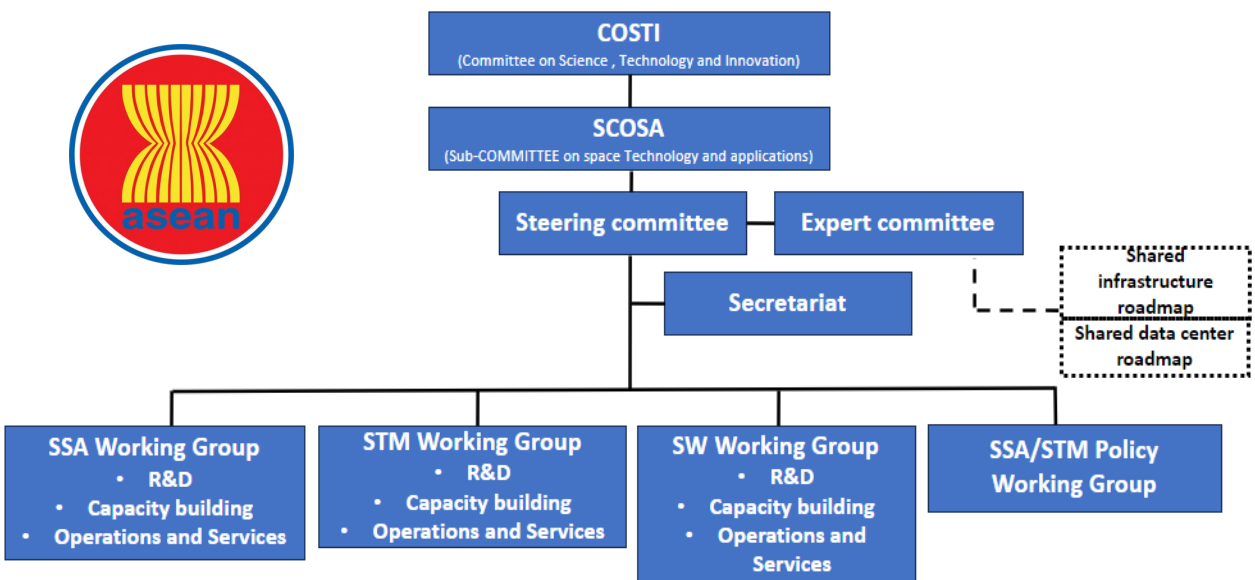 COSTI
(Committee on Science , Technology and Innovation)
asean
SCOSA
(Sub-COMMITTEE on space Technology and applications)
Steering committee
Expert committee
Shared
infrastructure
roadmap
Shared data center
roadmap
Secretariat
SSA Working Group
• R&D
• Capacity building
• Operations and Services
STM Working Group
• R&D
• Capacity building
• Operations and Services
SW Working Group
• R&D
• Capacity building
• Operations and
Services
SSA/STM Policy
Working Group